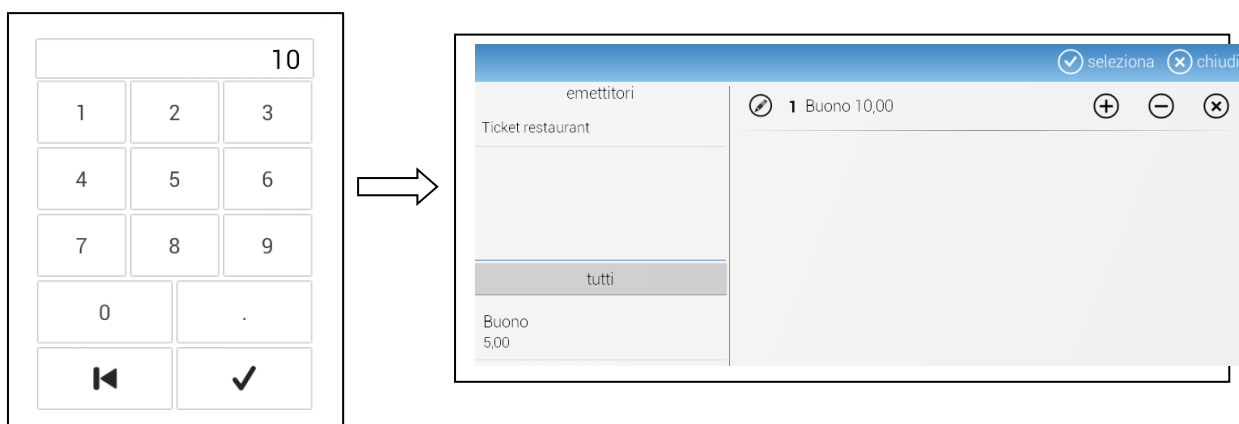 10
1 2 3
4 5 6
7 8 9
0 .
seleziona chiudi
emettitori
Ticket restaurant
tutti
Buono
5,00
1 Buono 10,00